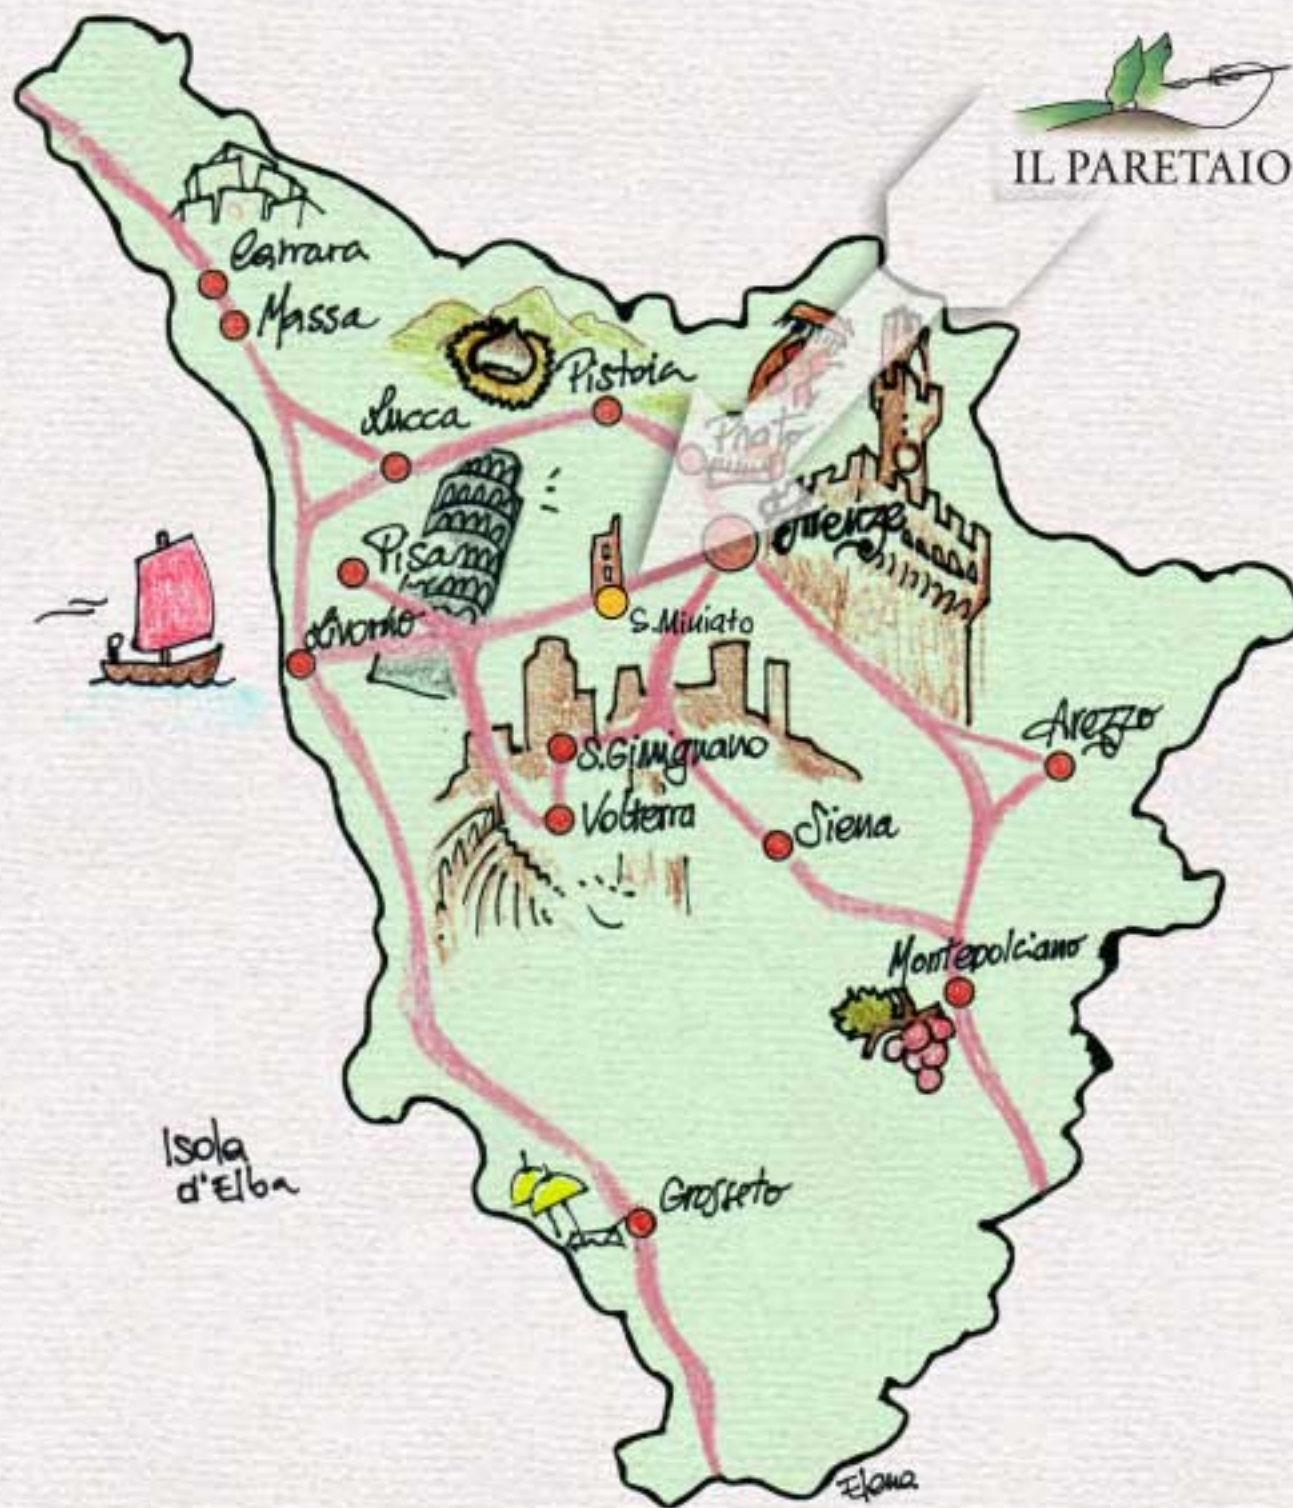 IL PARETAIO
Carrara
Massa
Pistoia
Lucca
Prato
Firenze
Pisa
S.Miniato
Livorno
Arezzo
S.Gimignano
Volterra
Siena
Montepolciano
Isola
d'Elba
Grosseto
Elena